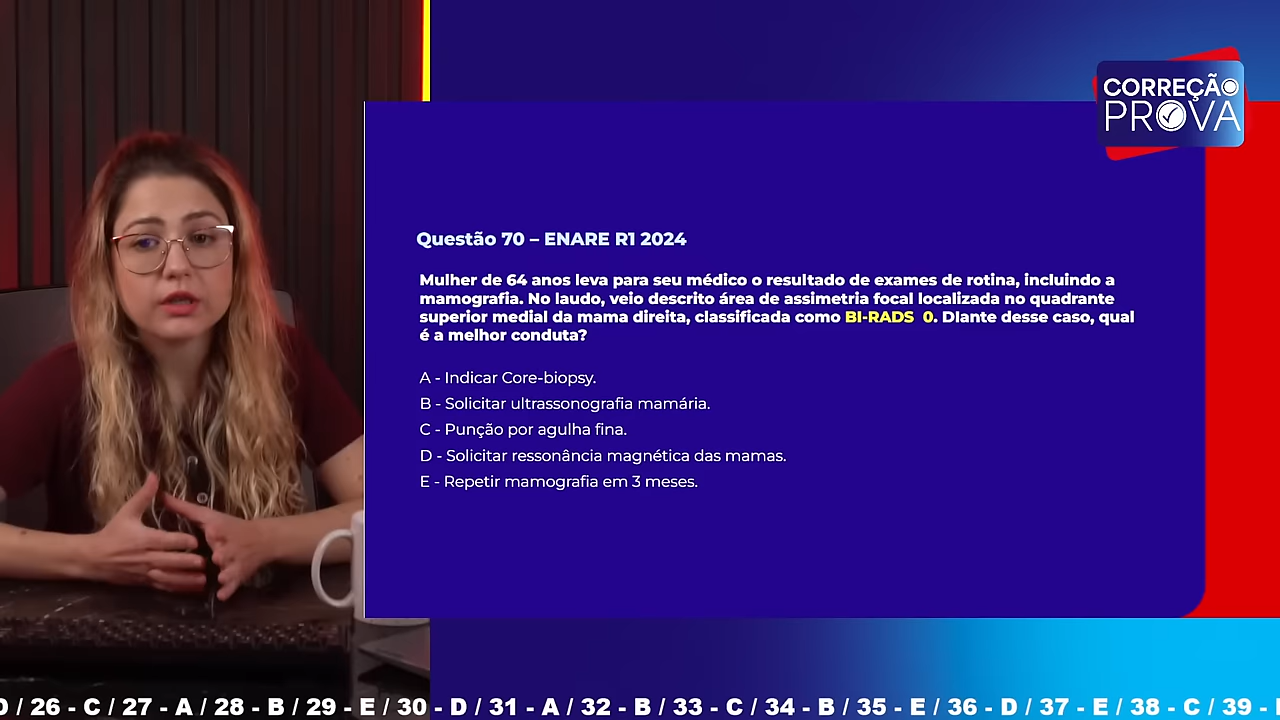 CORREÇÃO
PROVA
Questão 70 – ENARE R1 2024
Mulher de 64 anos leva para seu médico o resultado de exames de rotina, incluindo a
mamografia. No laudo, veio descrito área de assimetria focal localizada no quadrante
superior medial da mama direita, classificada como BI-RADS 0. DIante desse caso, qual
é a melhor conduta?
A - Indicar Core-biopsy.
B - Solicitar ultrassonografia mamária.
C - Punção por agulha fina.
D - Solicitar ressonância magnética das mamas.
E - Repetir mamografia em 3 meses.
/ 26 - C / 27 - A / 28 - B / 29 - E / 30 - D / 31 - A / 32 - B / 33 - C / 34 - B / 35 - E / 36 - D / 37 - E / 38 - C / 39 -